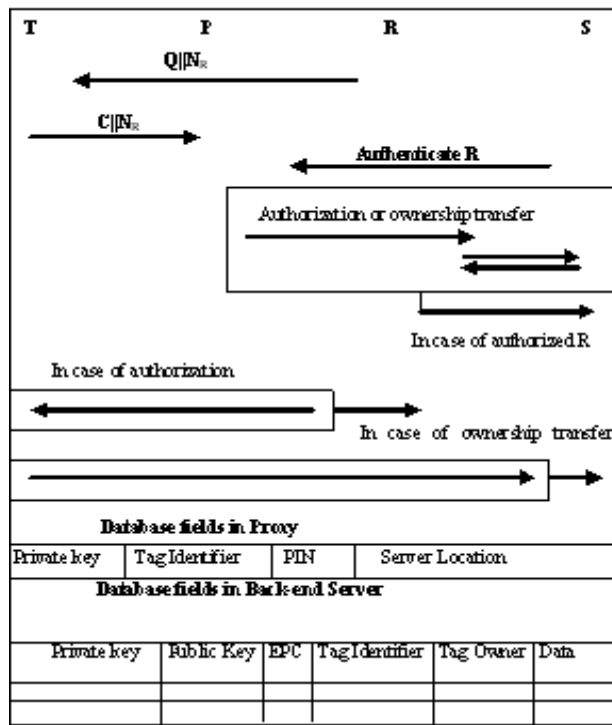 T P R S
Q||N_R
C||N_R
Authenticate R
Authorization or ownership transfer
In case of authorized R
In case of authorization
In case of ownership transfer
Database fields in Proxy
Private key Tag Identifier PIN Server Location
Database fields in Back-end Server
Private key Public Key EPC Tag Identifier Tag Owner Data